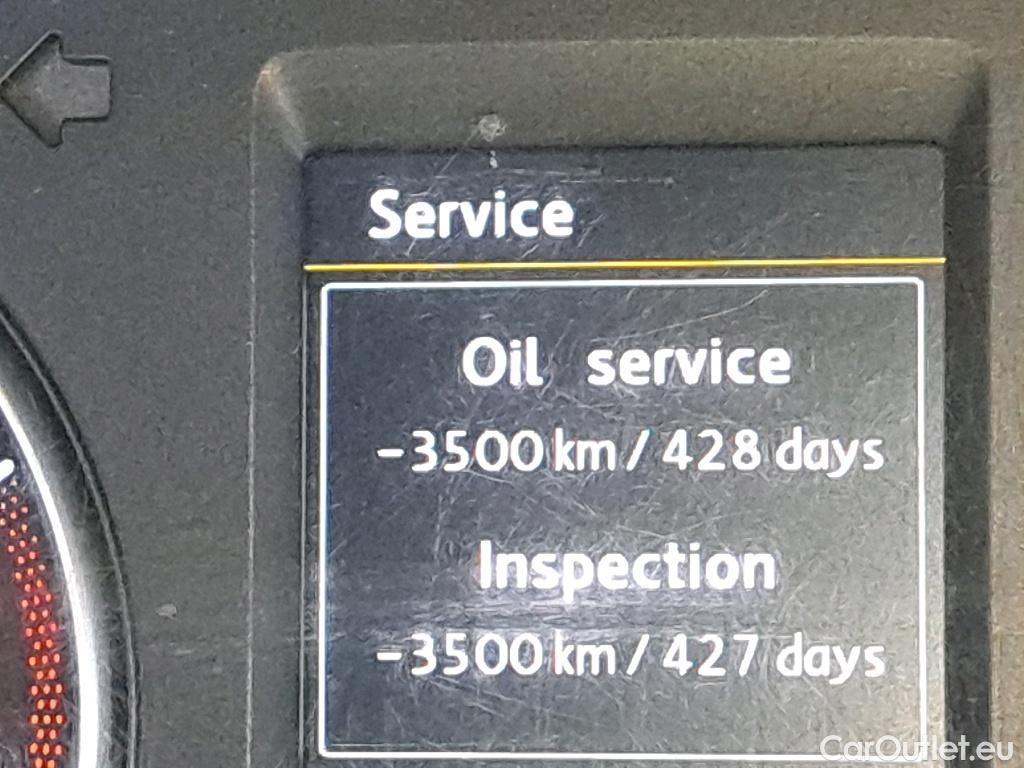 Service
Oil service
-3500 km / 428 days
Inspection
-3500 km / 427 days
CarOutlet.eu